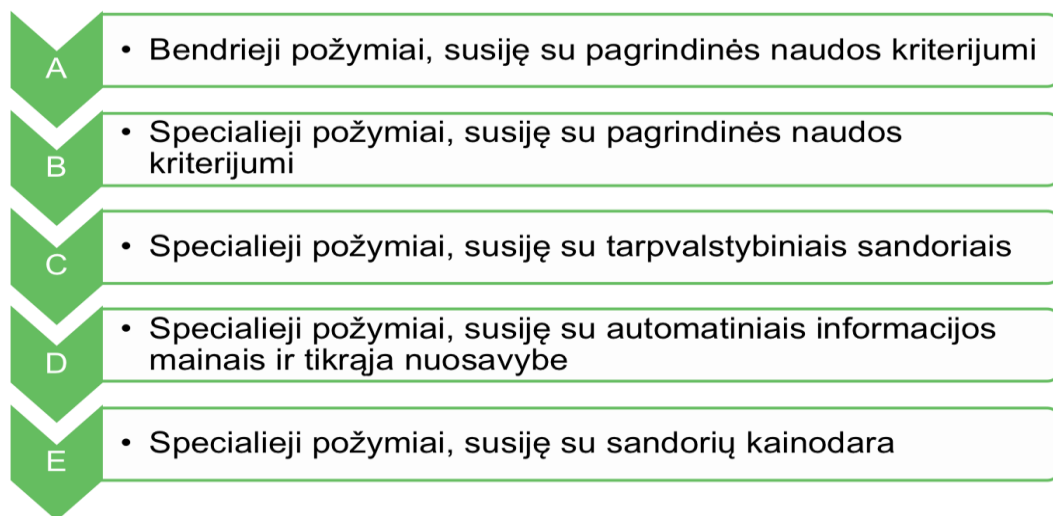 A
• Bendrieji požymiai, susiję su pagrindinės naudos kriterijumi
B
• Specialieji požymiai, susiję su pagrindinės naudos
kriterijumi
C
• Specialieji požymiai, susiję su tarpvalstybiniais sandoriais
D
• Specialieji požymiai, susiję su automatiniais informacijos
mainais ir tikrąja nuosavybe
E
• Specialieji požymiai, susiję su sandorių kainodara